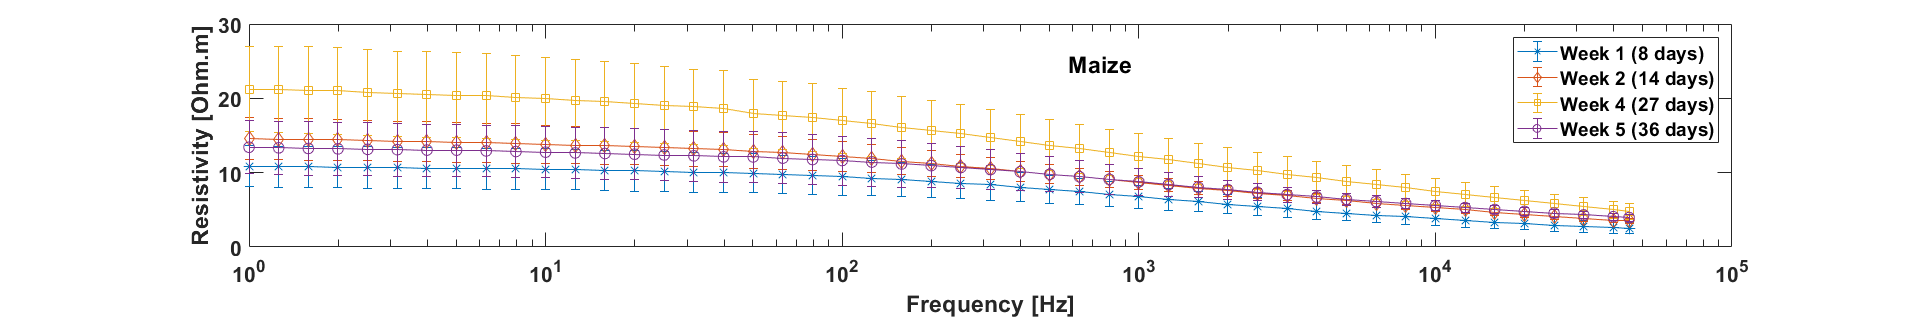 30
20
10
0
Resistivity [Ohm.m]
Maize
Week 1 (8 days)
Week 2 (14 days)
Week 4 (27 days)
Week 5 (36 days)
10^0 10^1 10^2 10^3 10^4 10^5
Frequency [Hz]